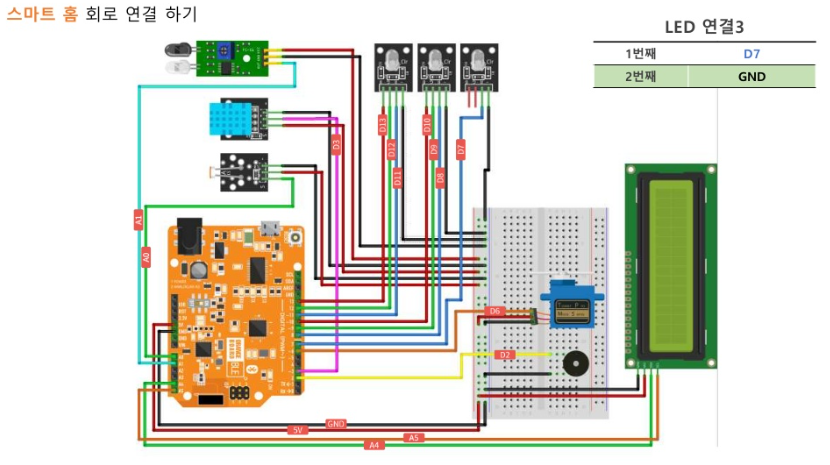 스마트 홈 회로 연결 하기
LED 연결3
1번째 D7
2번째 GND
D13
D12
D11
D10
D9
D8
D7
D3
A1
A0
D6
D2
GND
5V
A5
A4